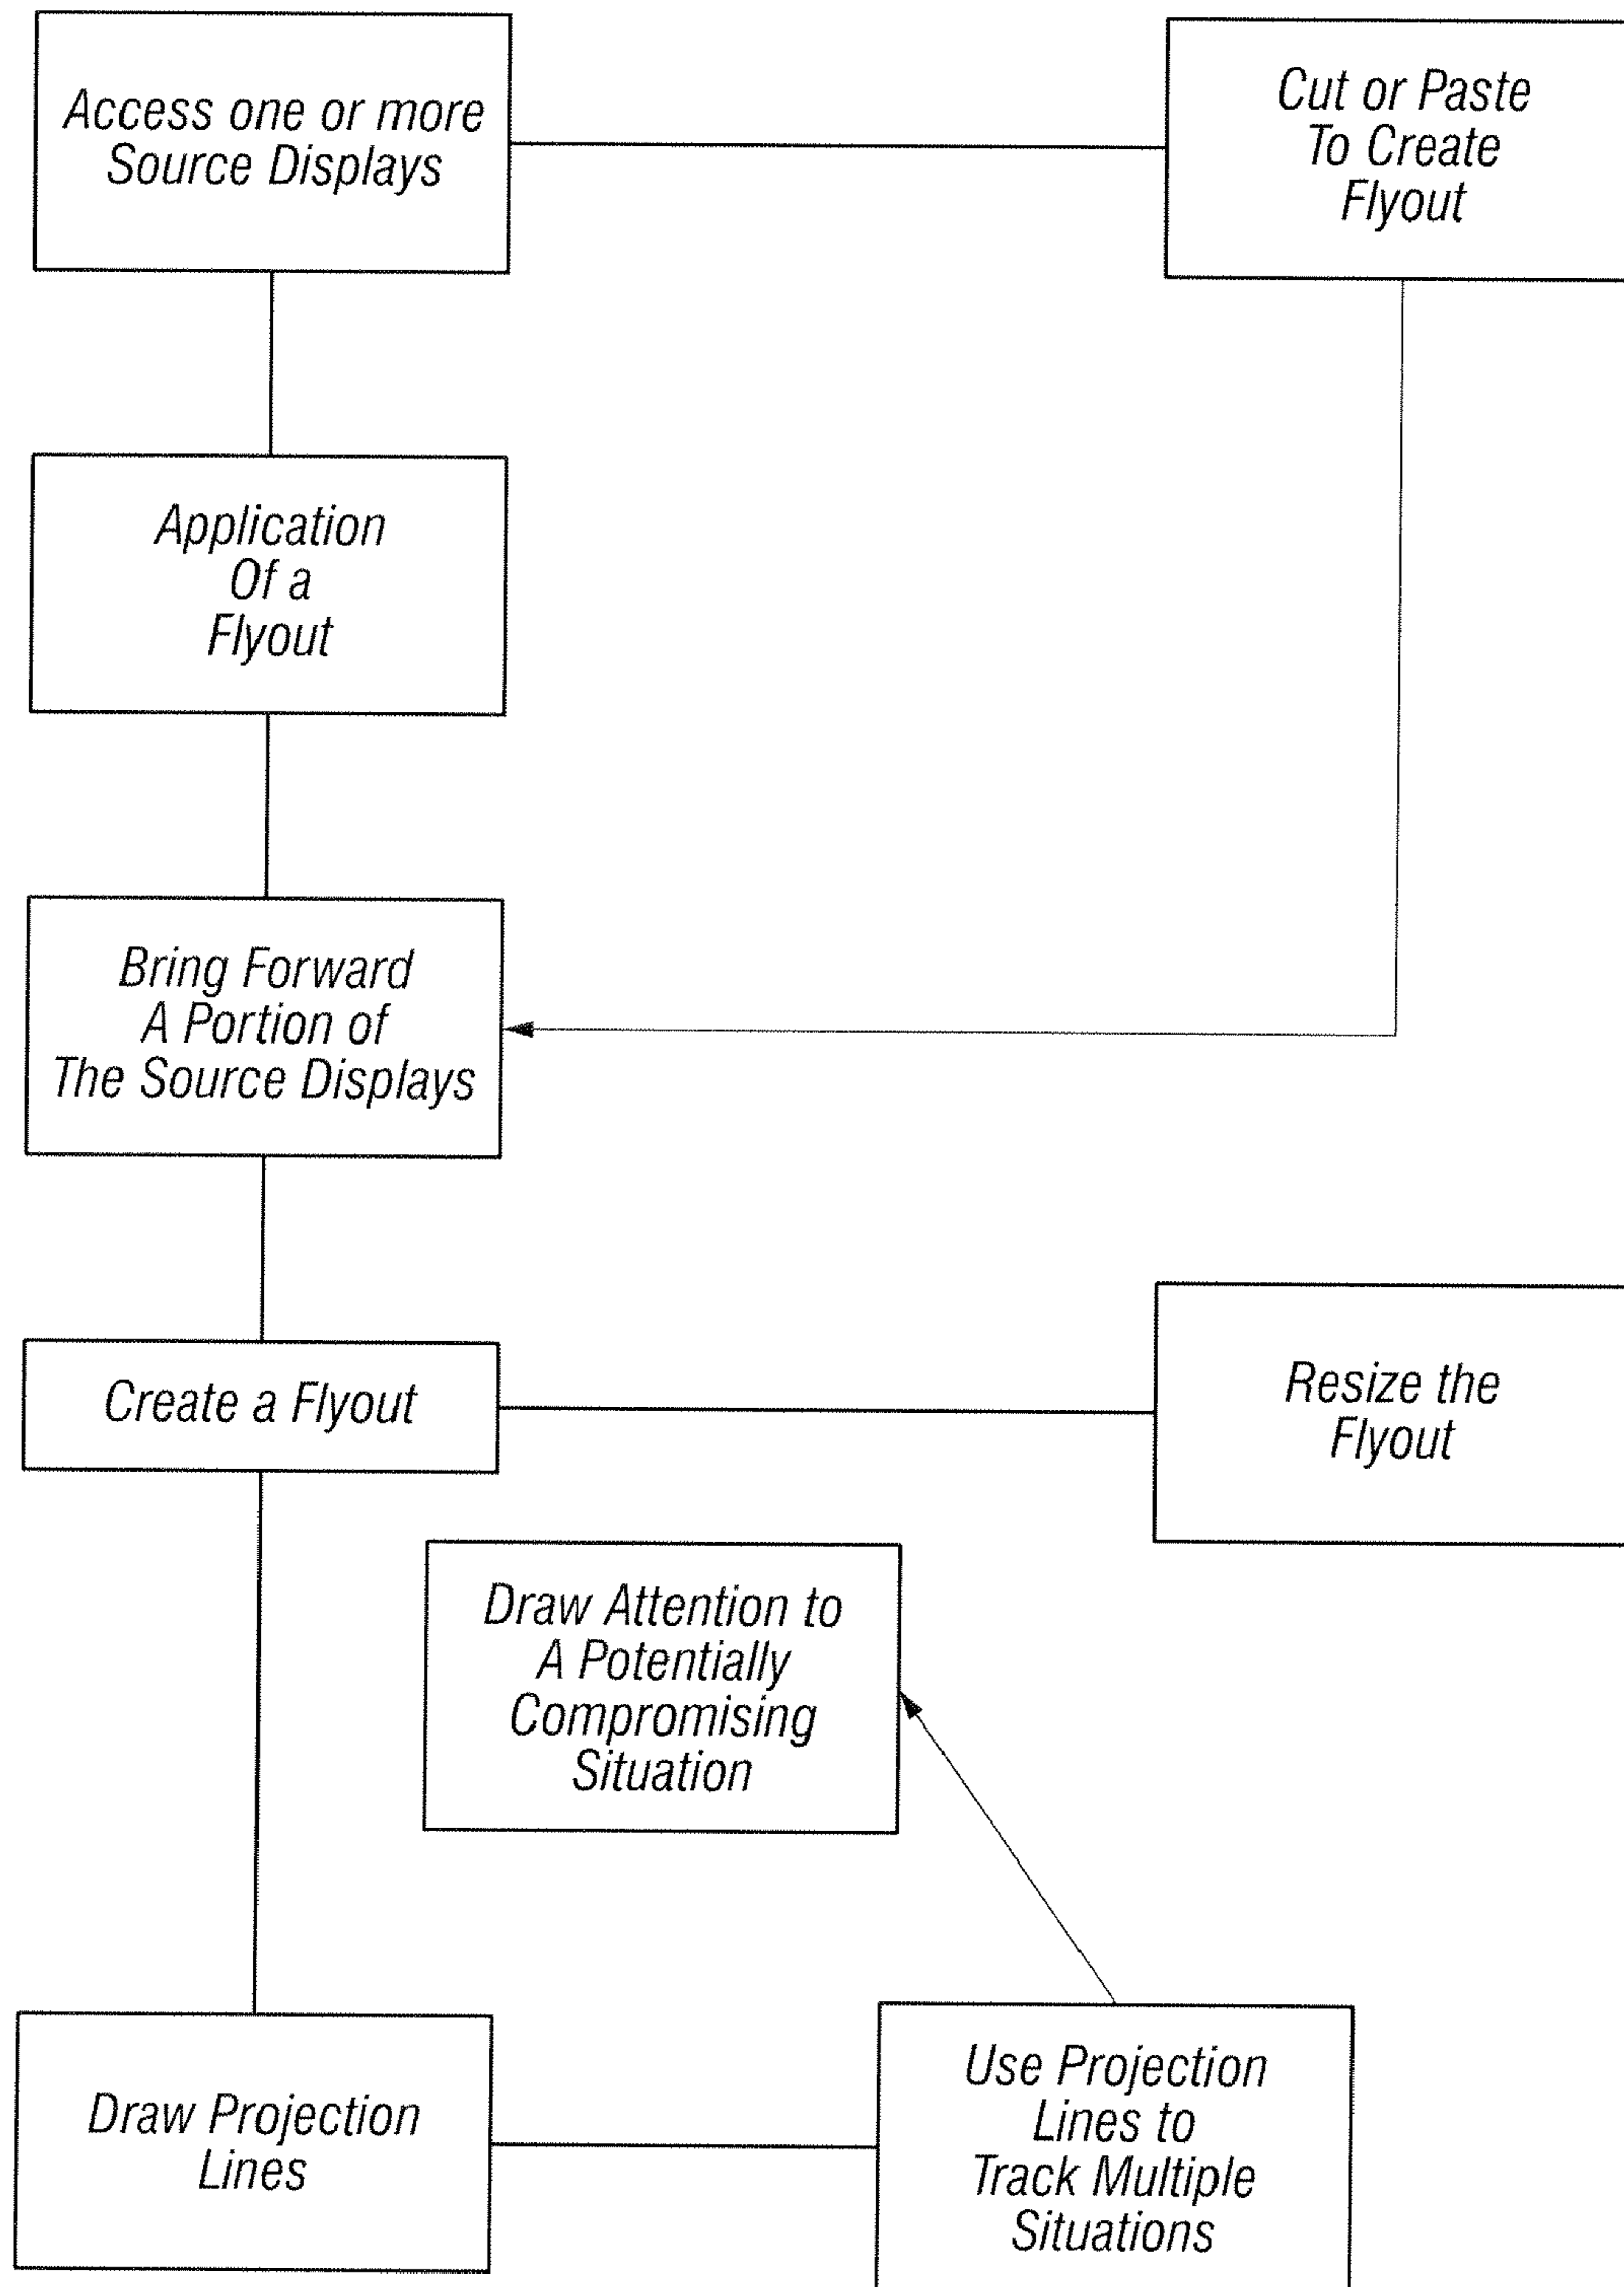 Access one or more
Source Displays
Cut or Paste
To Create
Flyout
Application
Of a
Flyout
Bring Forward
A Portion of
The Source Displays
Create a Flyout
Resize the
Flyout
Draw Attention to
A Potentially
Compromising
Situation
Draw Projection
Lines
Use Projection
Lines to
Track Multiple
Situations